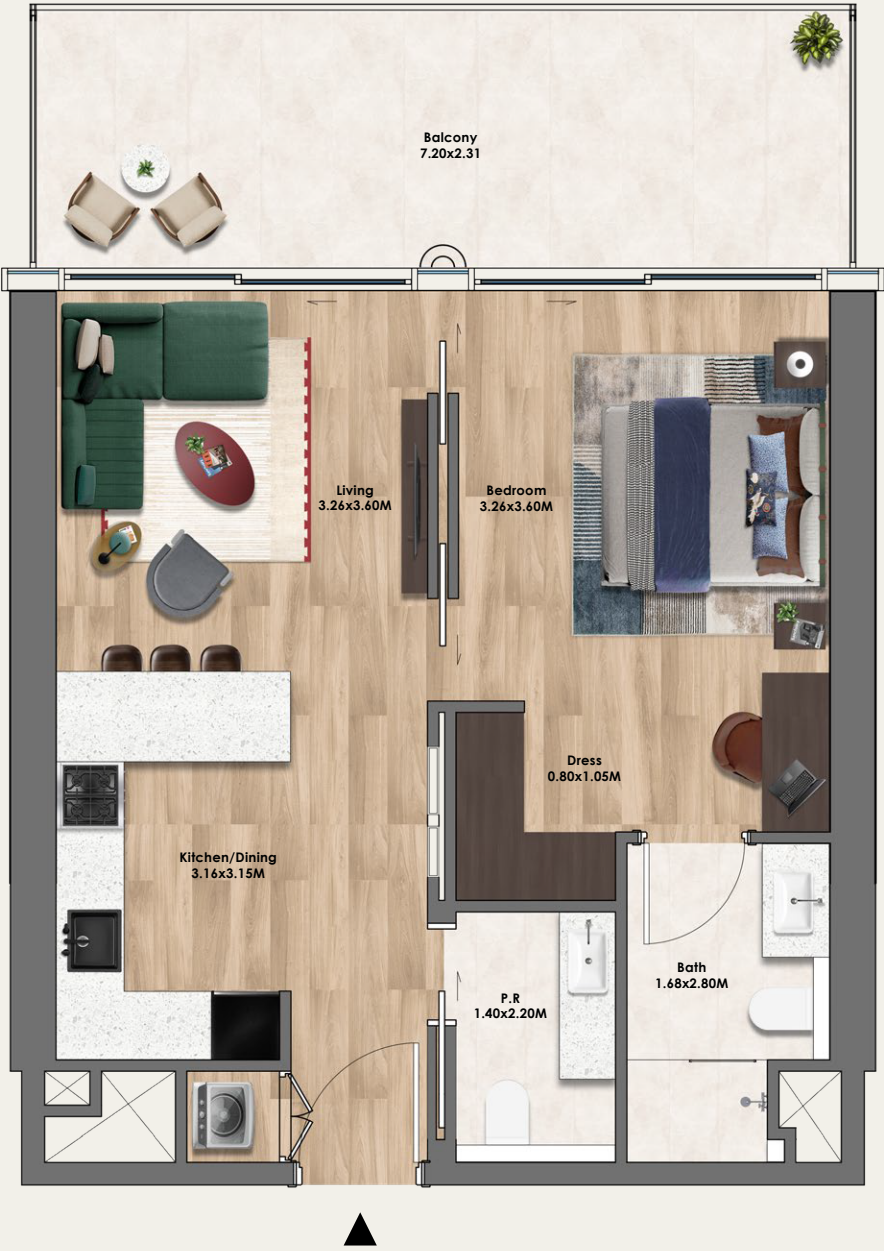 Balcony
7.20x2.31
Living
3.26x3.60M
Bedroom
3.26x3.60M
Dress
0.80x1.05M
Kitchen/Dining
3.16x3.15M
Bath
1.68x2.80M
P.R
1.40x2.20M